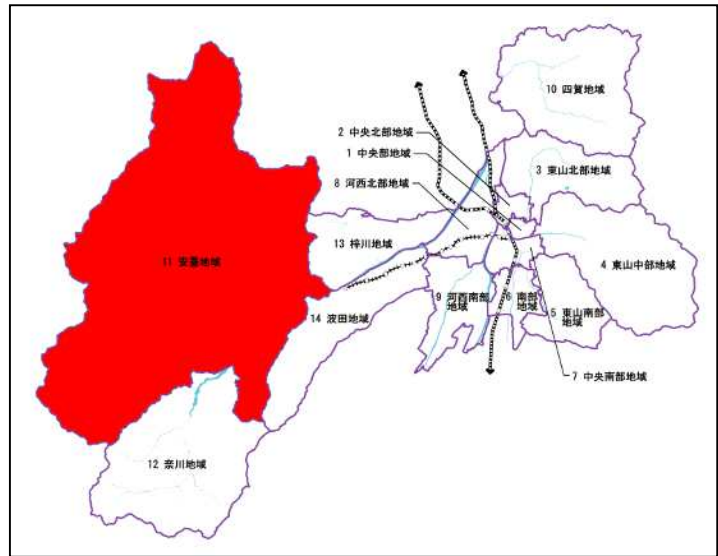 10 四賀地域
2 中央北部地域
1 中央部地域
8 河西北部地域
3 東山北部地域
13 梓川地域
11 安曇地域
4 東山中部地域
9 河西南部
地域
6 南部
地域
5 東山南部
地域
14 波田地域
7 中央南部地域
12 奈川地域